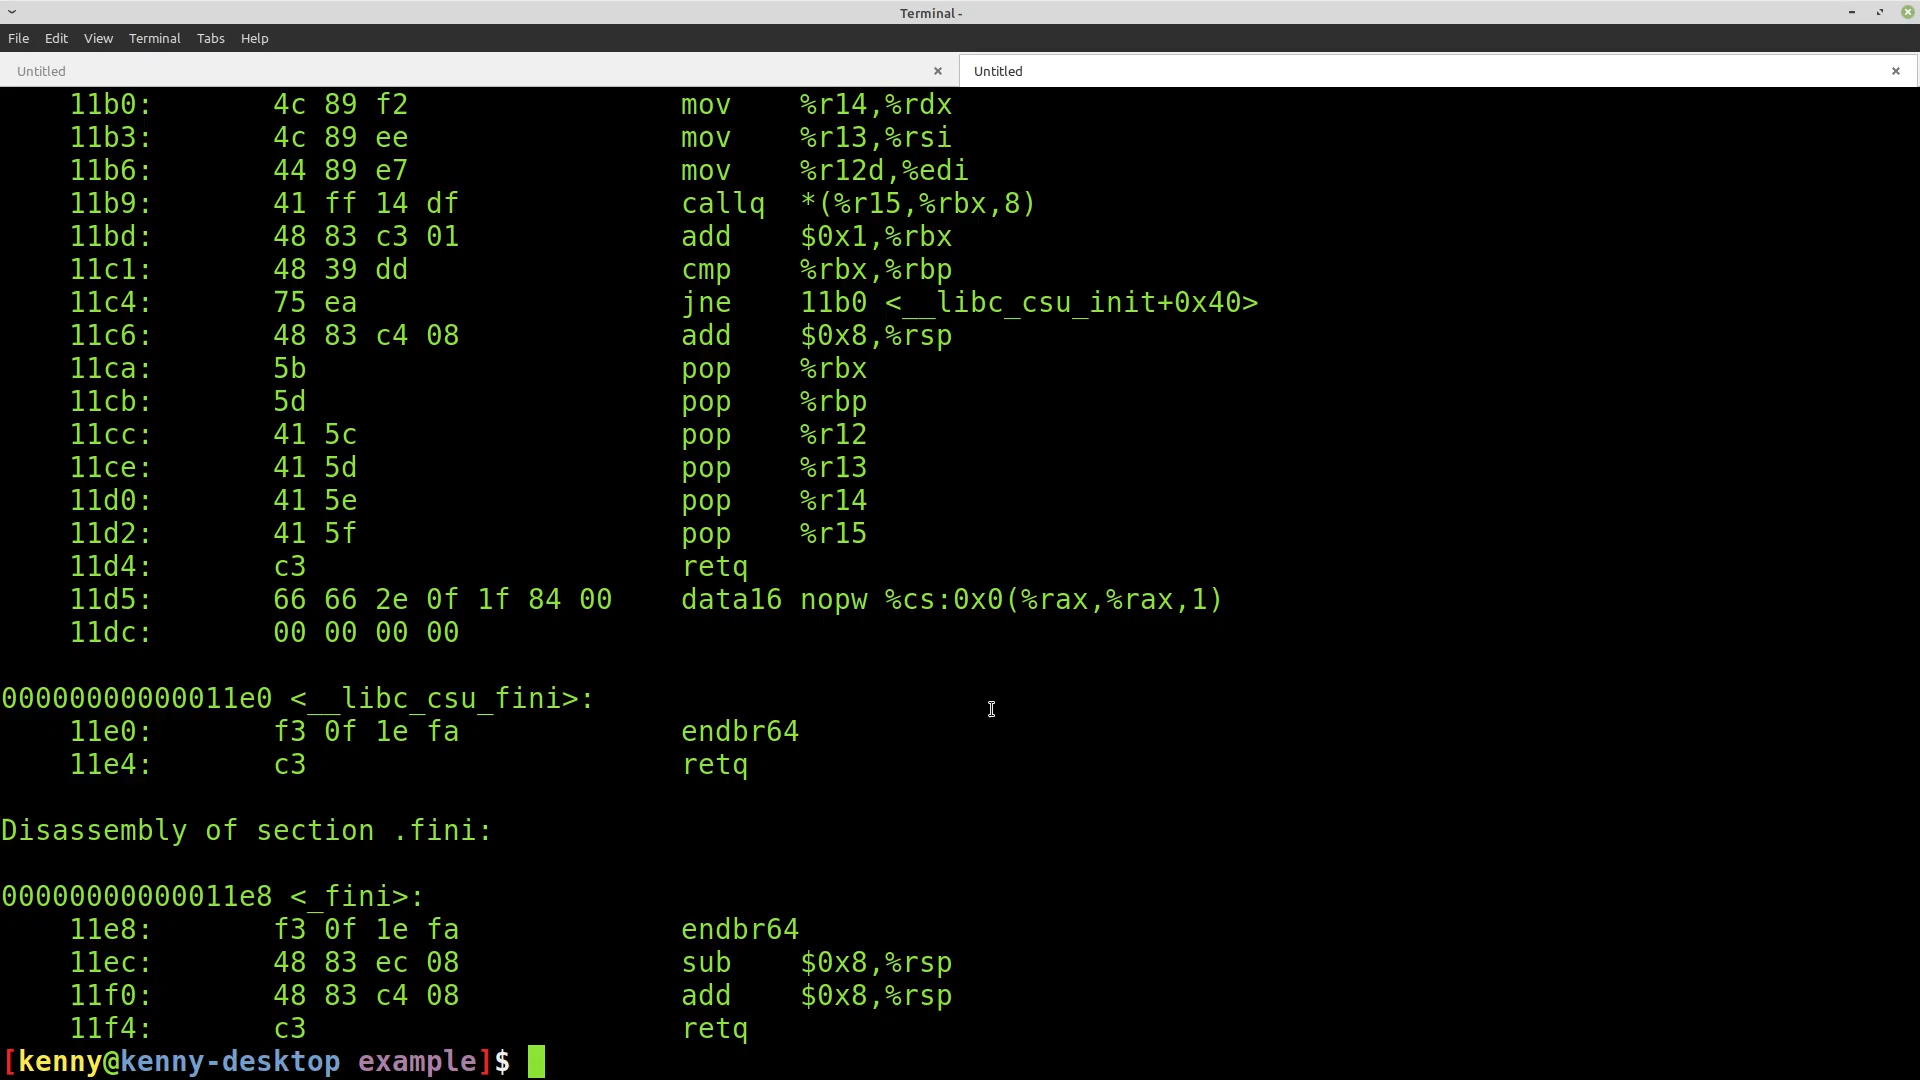 Terminal -
File Edit View Terminal Tabs Help
Untitled × Untitled ×
11b0: 4c 89 f2 mov %r14,%rdx
11b3: 4c 89 ee mov %r13,%rsi
11b6: 44 89 e7 mov %r12d,%edi
11b9: 41 ff 14 df callq *(%r15,%rbx,8)
11bd: 48 83 c3 01 add $0x1,%rbx
11c1: 48 39 dd cmp %rbx,%rbp
11c4: 75 ea jne 11b0 <__libc_csu_init+0x40>
11c6: 48 83 c4 08 add $0x8,%rsp
11ca: 5b pop %rbx
11cb: 5d pop %rbp
11cc: 41 5c pop %r12
11ce: 41 5d pop %r13
11d0: 41 5e pop %r14
11d2: 41 5f pop %r15
11d4: c3 retq
11d5: 66 66 2e 0f 1f 84 00 data16 nopw %cs:0x0(%rax,%rax,1)
11dc: 00 00 00 00
00000000000011e0 <__libc_csu_fini>:
11e0: f3 0f 1e fa endbr64
11e4: c3 retq
Disassembly of section .fini:
00000000000011e8 <_fini>:
11e8: f3 0f 1e fa endbr64
11ec: 48 83 ec 08 sub $0x8,%rsp
11f0: 48 83 c4 08 add $0x8,%rsp
11f4: c3 retq
[kenny@kenny-desktop example]$